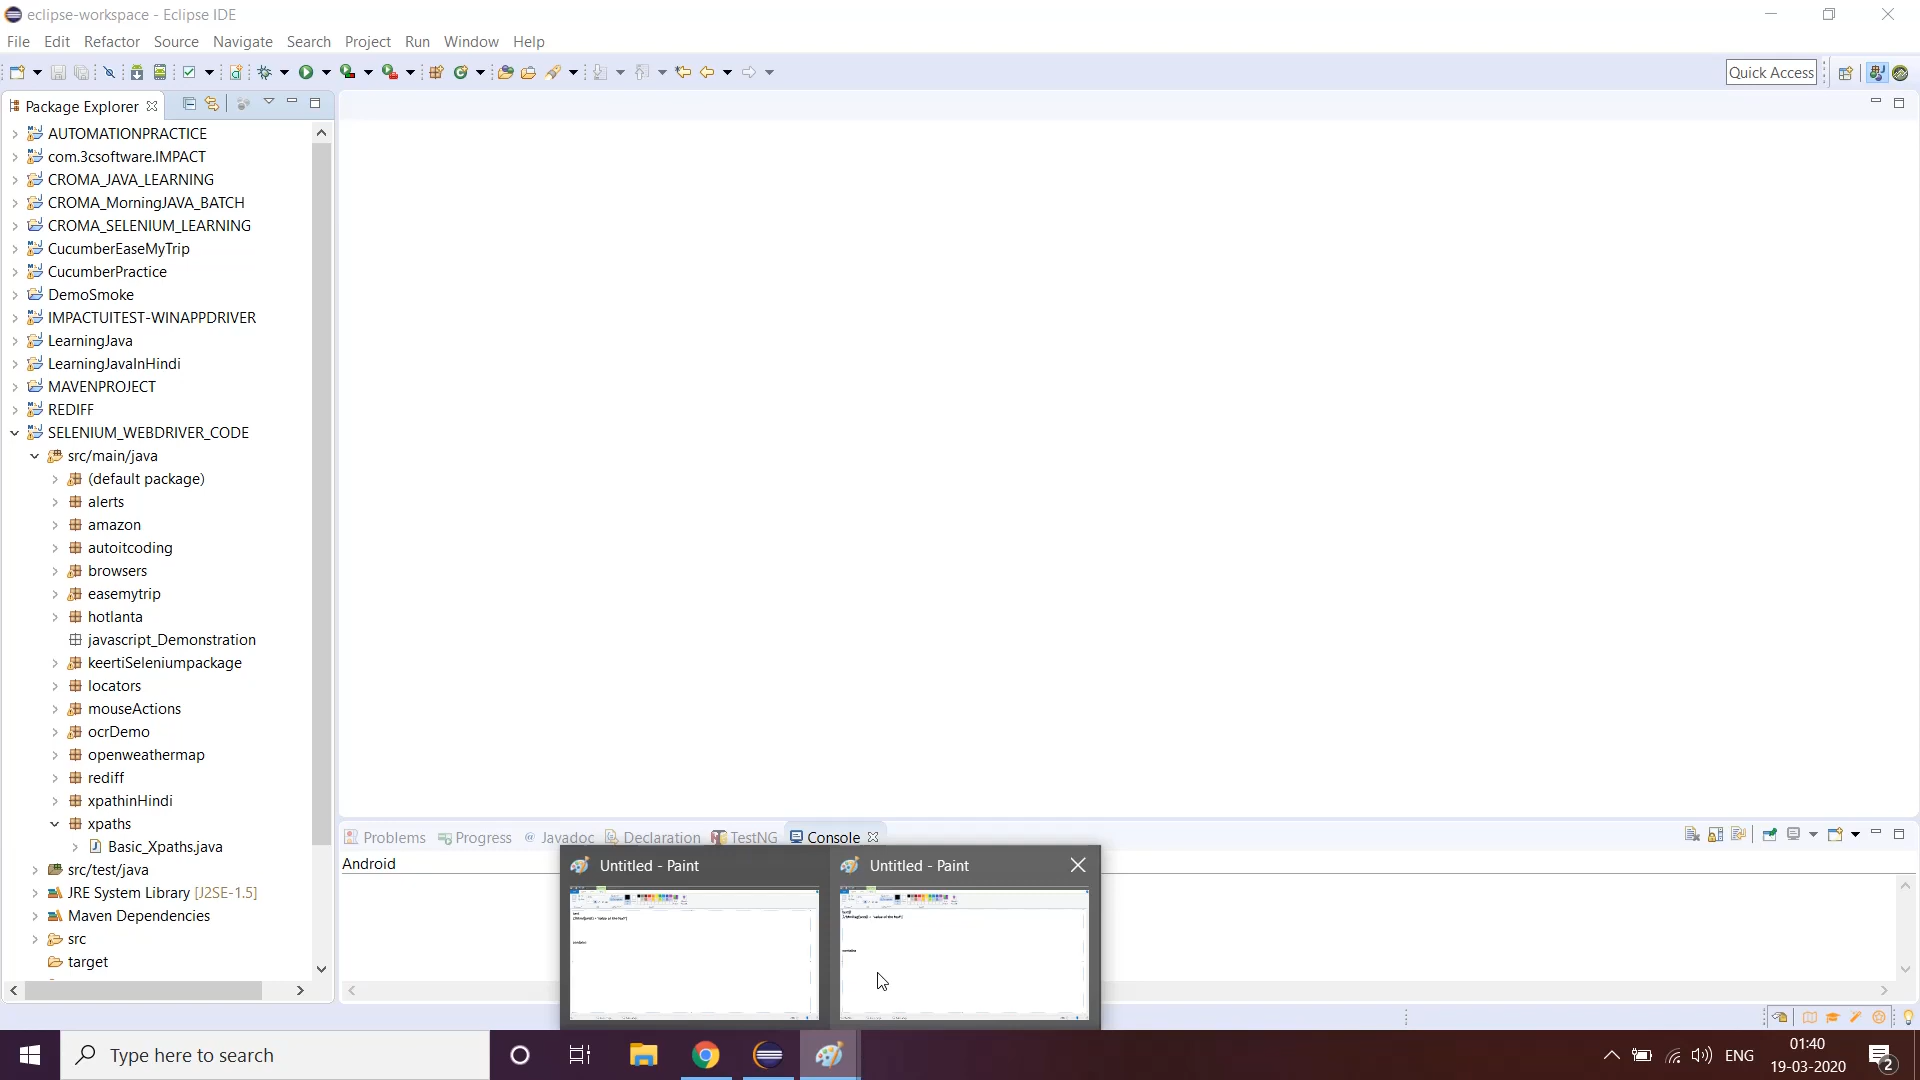 eclipse-workspace - Eclipse IDE
File Edit Refactor Source Navigate Search Project Run Window Help
Quick Access
Package Explorer
AUTOMATIONPRACTICE
com.3csoftware.IMPACT
CROMA_JAVA_LEARNING
CROMA_MorningJAVA_BATCH
CROMA_SELENIUM_LEARNING
CucumberEaseMyTrip
CucumberPractice
DemoSmoke
IMPACTUITEST-WINAPPDRIVER
LearningJava
LearningJavaInHindi
MAVENPROJECT
REDIFF
SELENIUM_WEBDRIVER_CODE
src/main/java
(default package)
alerts
amazon
autoitcoding
browsers
easemytrip
hotlanta
javascript_Demonstration
keertiSeleniumpackage
locators
mouseActions
ocrDemo
openweathermap
rediff
xpathinHindi
xpaths
Basic_Xpaths.java
src/test/java
JRE System Library [J2SE-1.5]
Maven Dependencies
src
target
Problems Progress Javadoc Declaration TestNG Console
Android
Untitled - Paint
Untitled - Paint
Type here to search
ENG
01:40
19-03-2020
2